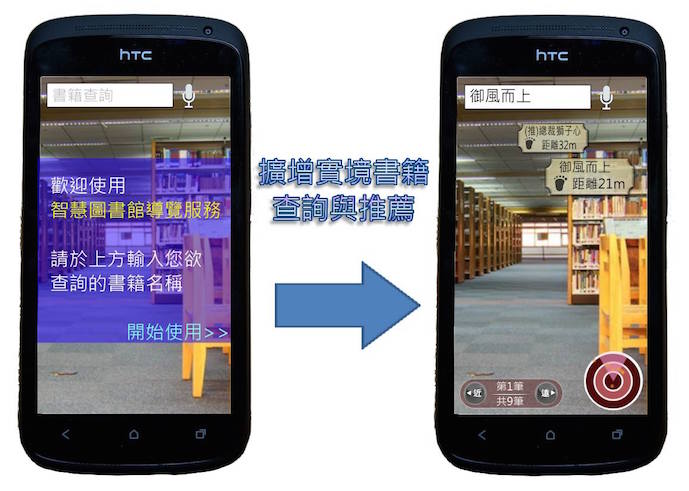 hTC
書籍查詢
歡迎使用
智慧圖書館導覽服務
請於上方輸入您欲
查詢的書籍名稱
開始使用>>
擴增實境書籍
查詢與推薦
hTC
御風而上
(推)總裁獅子心
距離32m
御風而上
距離21m
近
第1筆
共9筆
遠